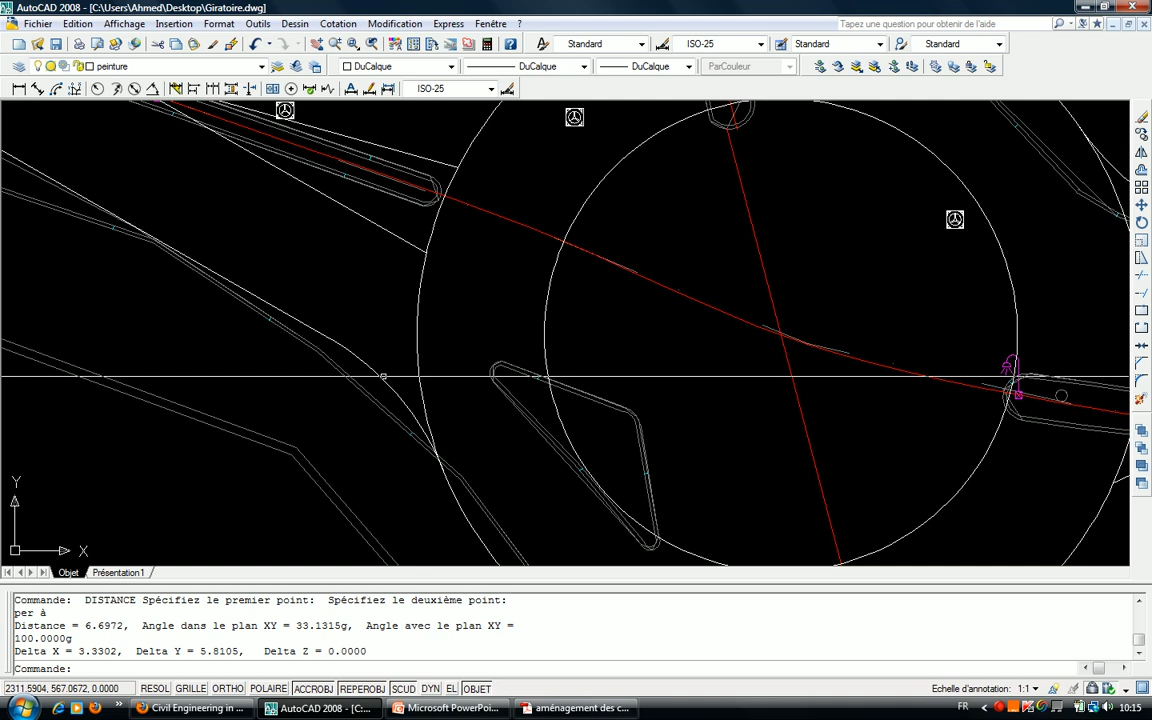 AutoCAD 2008 - [C:\Users\Ahmed\Desktop\Giratoire.dwg]
Fichier Edition Affichage Insertion Format Outils Dessin Cotation Modification Express Fenêtre ?
Tapez une question pour obtenir de l'aide
Standard ISO-25 Standard Standard
peinture DuCalque DuCalque DuCalque ParCouleur
ISO-25
Y
X
Objet Présentation1
Commande: DISTANCE Spécifiez le premier point: Spécifiez le deuxième point:
per à
Distance = 6.6972, Angle dans le plan XY = 33.1315g, Angle avec le plan XY =
100.0000g
Delta X = 3.3302, Delta Y = 5.8105, Delta Z = 0.0000
Commande:
2311.5904, 567.0672, 0.0000 RESOL GRILLE ORTHO POLAIRE ACCROBJ REPEROBJ SCUD DYN EL OBJET Echelle d'annotation: 1:1
Civil Engineering in ... AutoCAD 2008 - [C:... Microsoft PowerPoi... aménagement des c... FR 10:15